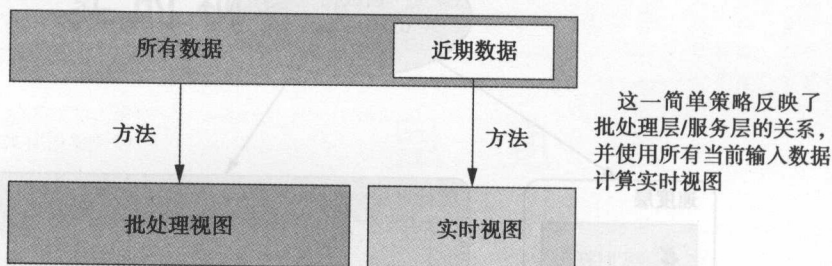 所有数据
近期数据
方法
方法
这一简单策略反映了
批处理层/服务层的关系，
并使用所有当前输入数据
计算实时视图
批处理视图
实时视图